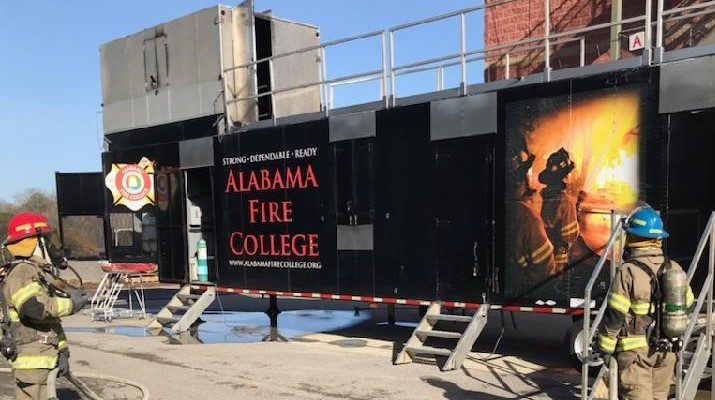 STRONG · DEPENDABLE · READY
ALABAMA
FIRE
COLLEGE
WWW.ALABAMAFIRECOLLEGE.ORG
A